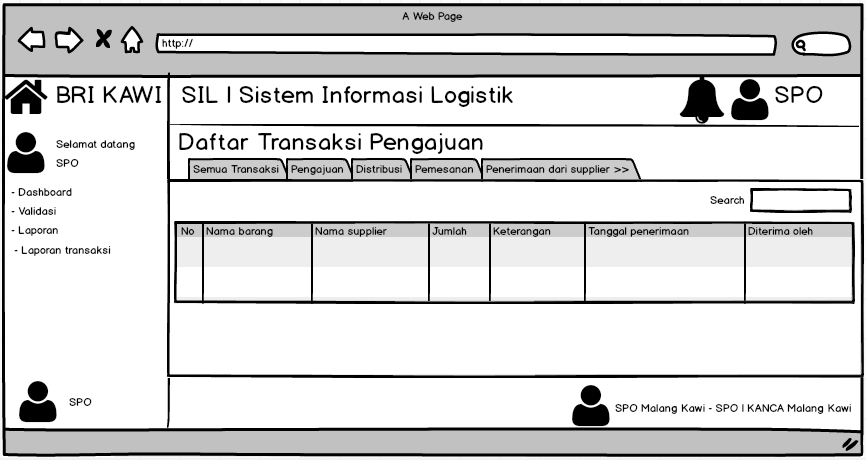 A Web Page
http://
BRI KAWI
SIL | Sistem Informasi Logistik
SPO
Selamat datang
SPO
- Dashboard
- Validasi
- Laporan
- Laporan transaksi
Daftar Transaksi Pengajuan
Semua Transaksi Pengajuan Distribusi Pemesanan Penerimaan dari supplier >>
Search
No Nama barang Nama supplier Jumlah Keterangan Tanggal penerimaan Diterima oleh
SPO
SPO Malang Kawi - SPO | KANCA Malang Kawi